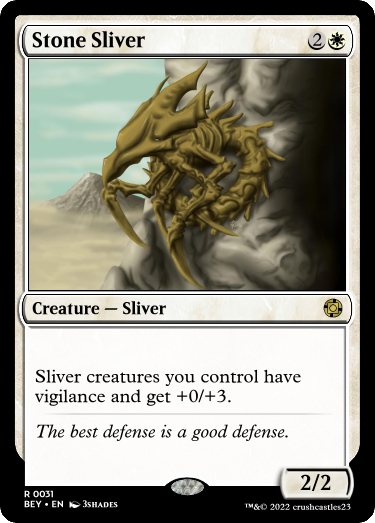 Stone Sliver 2
Creature — Sliver
Sliver creatures you control have
vigilance and get +0/+3.
The best defense is a good defense.
2/2
R 0031
BEY • EN 3SHADES
™&© 2022 crushcastles23